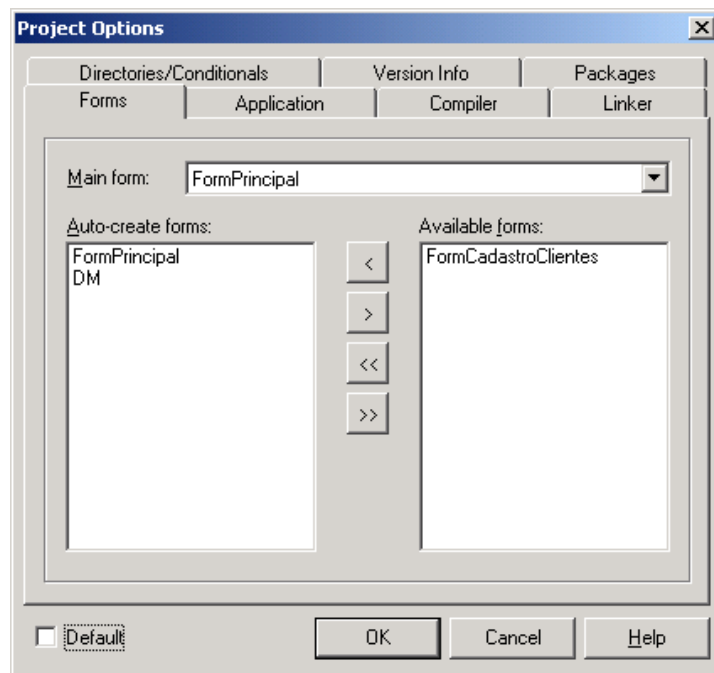 Project Options
Directories/Conditionals Version Info Packages
Forms Application Compiler Linker
Main form: FormPrincipal
Auto-create forms: Available forms:
FormPrincipal FormCadastroClientes
DM
<
>
<<
>>
Default OK Cancel Help